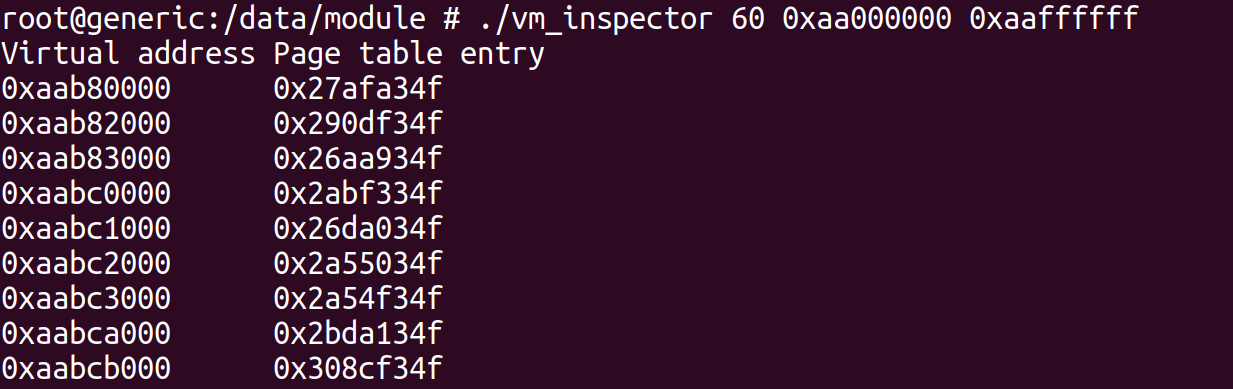 root@generic:/data/module # ./vm_inspector 60 0xaa000000 0xaaffffff
Virtual address Page table entry
0xaab80000      0x27afa34f
0xaab82000      0x290df34f
0xaab83000      0x26aa934f
0xaabc0000      0x2abf334f
0xaabc1000      0x26da034f
0xaabc2000      0x2a55034f
0xaabc3000      0x2a54f34f
0xaabca000      0x2bda134f
0xaabcb000      0x308cf34f